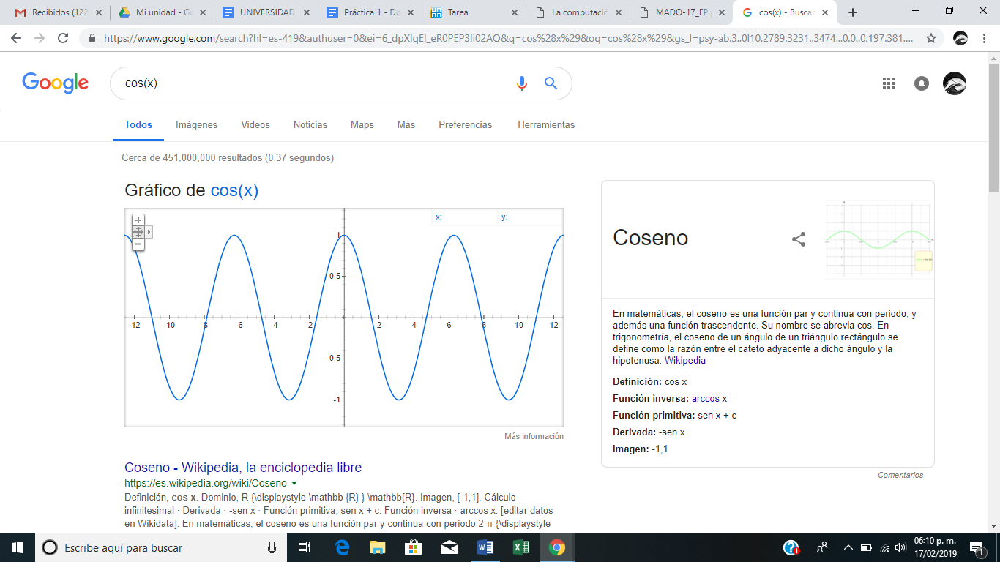 Recibidos (122
Mi unidad - Go
UNIVERSIDAD
Práctica 1 - Do
Tarea
La computació
MADO-17_FP.p
cos(x) - Buscar
https://www.google.com/search?hl=es-419&authuser=0&ei=6_dpXIqEI_eR0PEP3Ii02AQ&q=cos%28x%29&oq=cos%28x%29&gs_l=psy-ab.3..0l10.2789.3231..3474...0.0..0.197.381....
Google
cos(x)
Todos Imágenes Videos Noticias Maps Más Preferencias Herramientas
Cerca de 451,000,000 resultados (0.37 segundos)
Gráfico de cos(x)
x: y:
1
0.5
-12 -10 -8 -6 -4 -2 2 4 6 8 10 12
-0.5
-1
Más información
Coseno
En matemáticas, el coseno es una función par y continua con periodo, y
además una función trascendente. Su nombre se abrevia cos. En
trigonometría, el coseno de un ángulo de un triángulo rectángulo se
define como la razón entre el cateto adyacente a dicho ángulo y la
hipotenusa: Wikipedia
Definición: cos x
Función inversa: arccos x
Función primitiva: sen x + c
Derivada: -sen x
Imagen: -1,1
Comentarios
Coseno - Wikipedia, la enciclopedia libre
https://es.wikipedia.org/wiki/Coseno
Definición, cos x. Dominio, R {\displaystyle \mathbb {R} } \mathbb{R}. Imagen, [-1,1]. Cálculo
infinitesimal · Derivada · -sen x · Función primitiva, sen x + c. Función inversa · arccos x. [editar datos
en Wikidata]. En matemáticas, el coseno es una función par y continua con periodo 2 π {\displaystyle
Escribe aquí para buscar
06:10 p. m.
17/02/2019
1